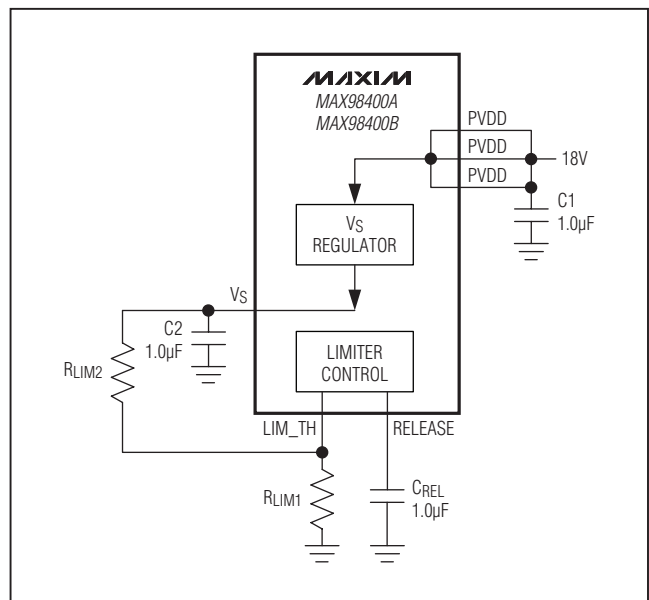 MAXIM
MAX98400A
MAX98400B
PVDD
PVDD
18V
PVDD
C1
1.0µF
VS
REGULATOR
VS
C2
1.0µF
RLIM2
LIMITER
CONTROL
LIM_TH
RELEASE
RLIM1
CREL
1.0µF